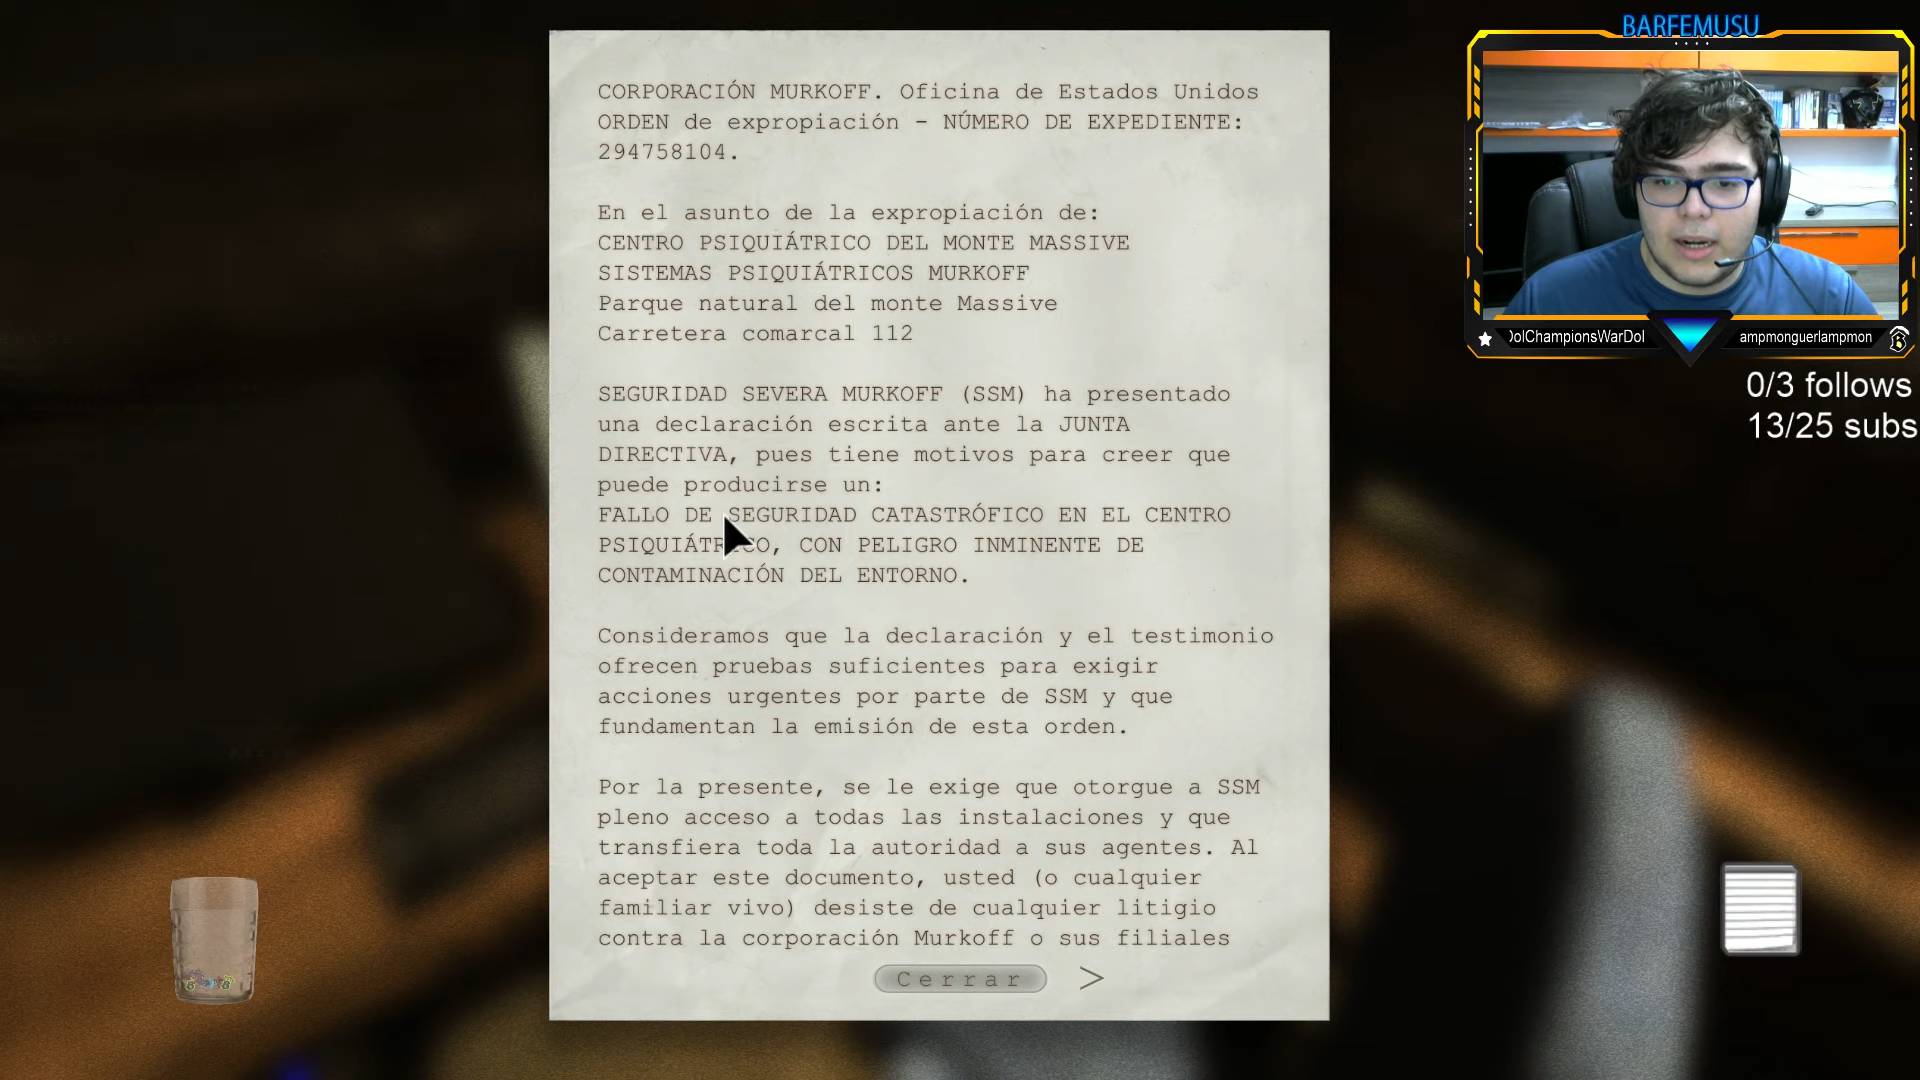 BARFEMUSU
CORPORACIÓN MURKOFF. Oficina de Estados Unidos
ORDEN de expropiación - NÚMERO DE EXPEDIENTE:
294758104.
En el asunto de la expropiación de:
CENTRO PSIQUIÁTRICO DEL MONTE MASSIVE
SISTEMAS PSIQUIÁTRICOS MURKOFF
Parque natural del monte Massive
Carretera comarcal 112
SEGURIDAD SEVERA MURKOFF (SSM) ha presentado
una declaración escrita ante la JUNTA
DIRECTIVA, pues tiene motivos para creer que
puede producirse un:
FALLO DE SEGURIDAD CATASTRÓFICO EN EL CENTRO
PSIQUIÁTRICO, CON PELIGRO INMINENTE DE
CONTAMINACIÓN DEL ENTORNO.
Consideramos que la declaración y el testimonio
ofrecen pruebas suficientes para exigir
acciones urgentes por parte de SSM y que
fundamentan la emisión de esta orden.
Por la presente, se le exige que otorgue a SSM
pleno acceso a todas las instalaciones y que
transfiera toda la autoridad a sus agentes. Al
aceptar este documento, usted (o cualquier
familiar vivo) desiste de cualquier litigio
contra la corporación Murkoff o sus filiales
Cerrar >
DolChampionsWarDol
ampmonguerlampmon
0/3 follows
13/25 subs